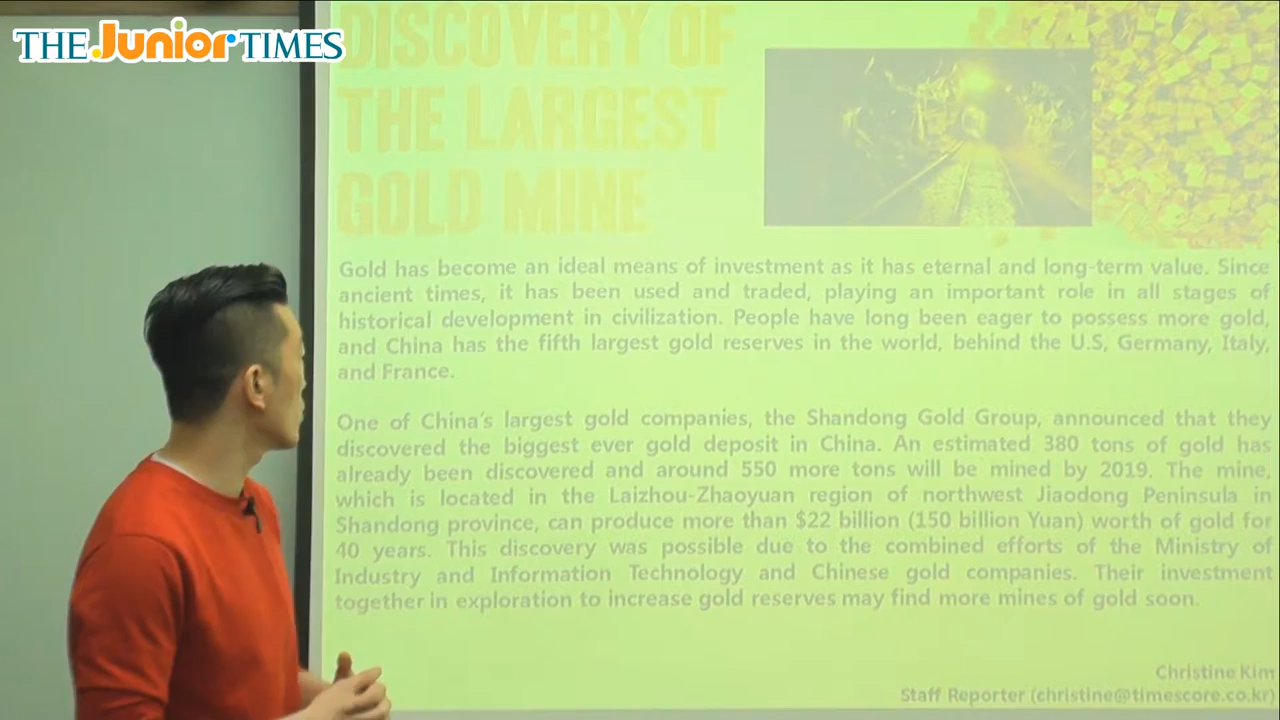 THE Junior TIMES
DISCOVERY OF
THE LARGEST
GOLD MINE
Gold has become an ideal means of investment as it has eternal and long-term value. Since
ancient times, it has been used and traded, playing an important role in all stages of
historical development in civilization. People have long been eager to possess more gold,
and China has the fifth largest gold reserves in the world, behind the U.S, Germany, Italy,
and France.
One of China's largest gold companies, the Shandong Gold Group, announced that they
discovered the biggest ever gold deposit in China. An estimated 380 tons of gold has
already been discovered and around 550 more tons will be mined by 2019. The mine,
which is located in the Laizhou-Zhaoyuan region of northwest Jiaodong Peninsula in
Shandong province, can produce more than $22 billion (150 billion Yuan) worth of gold for
40 years. This discovery was possible due to the combined efforts of the Ministry of
Industry and Information Technology and Chinese gold companies. Their investment
together in exploration to increase gold reserves may find more mines of gold soon.
Christine Kim
Staff Reporter (christine@timescore.co.kr)